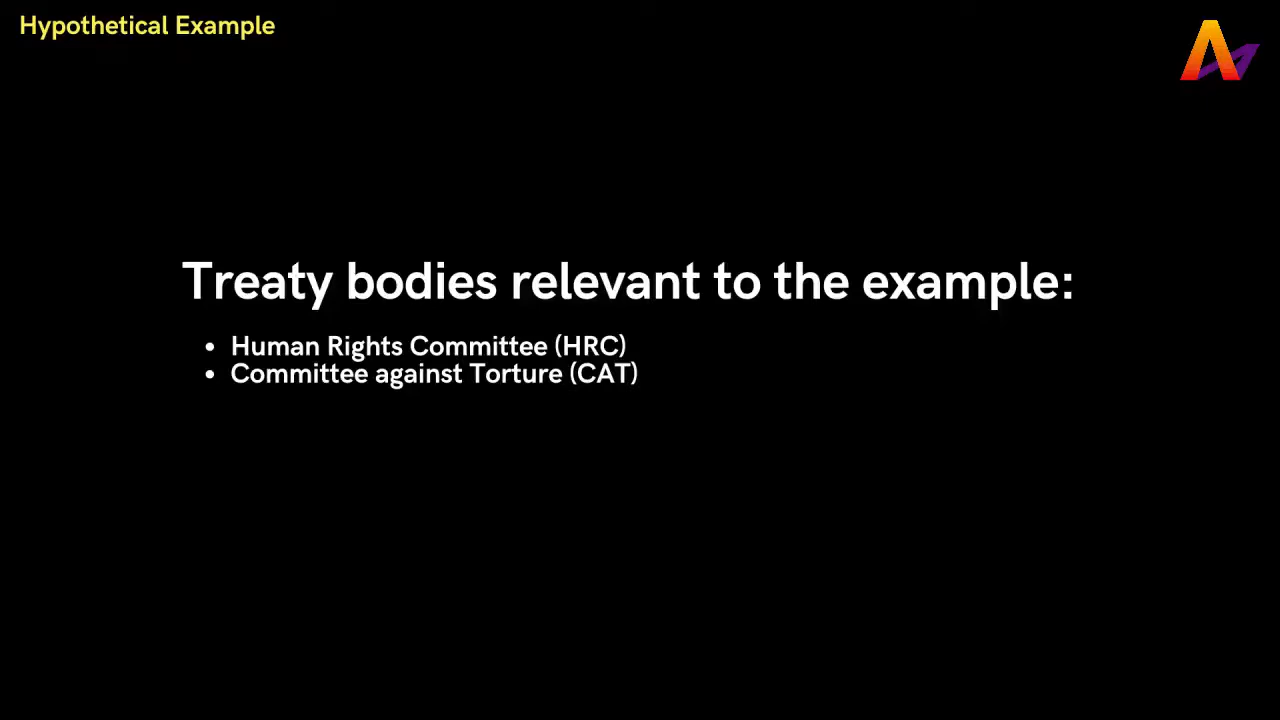 Hypothetical Example
Treaty bodies relevant to the example:
• Human Rights Committee (HRC)
• Committee against Torture (CAT)